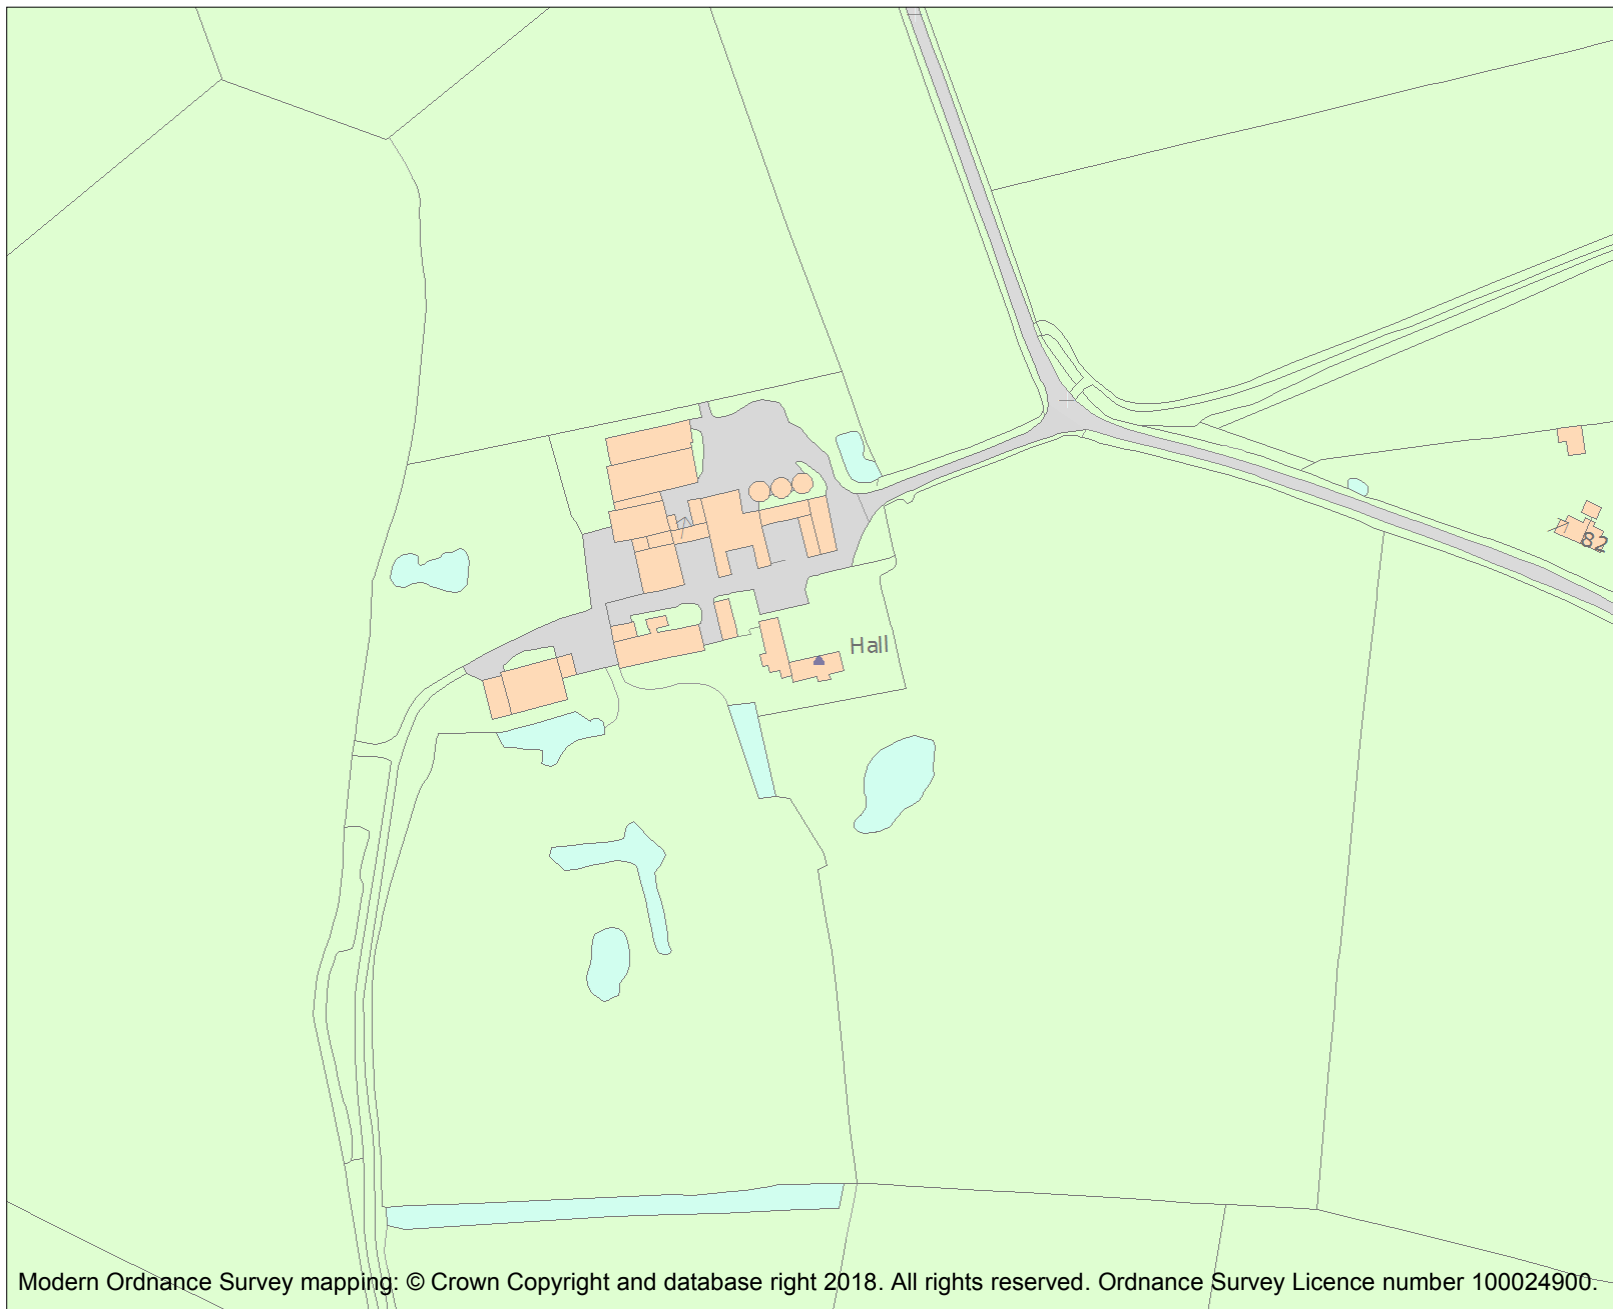 Hall
82
Modern Ordnance Survey mapping: © Crown Copyright and database right 2018. All rights reserved. Ordnance Survey Licence number 100024900.